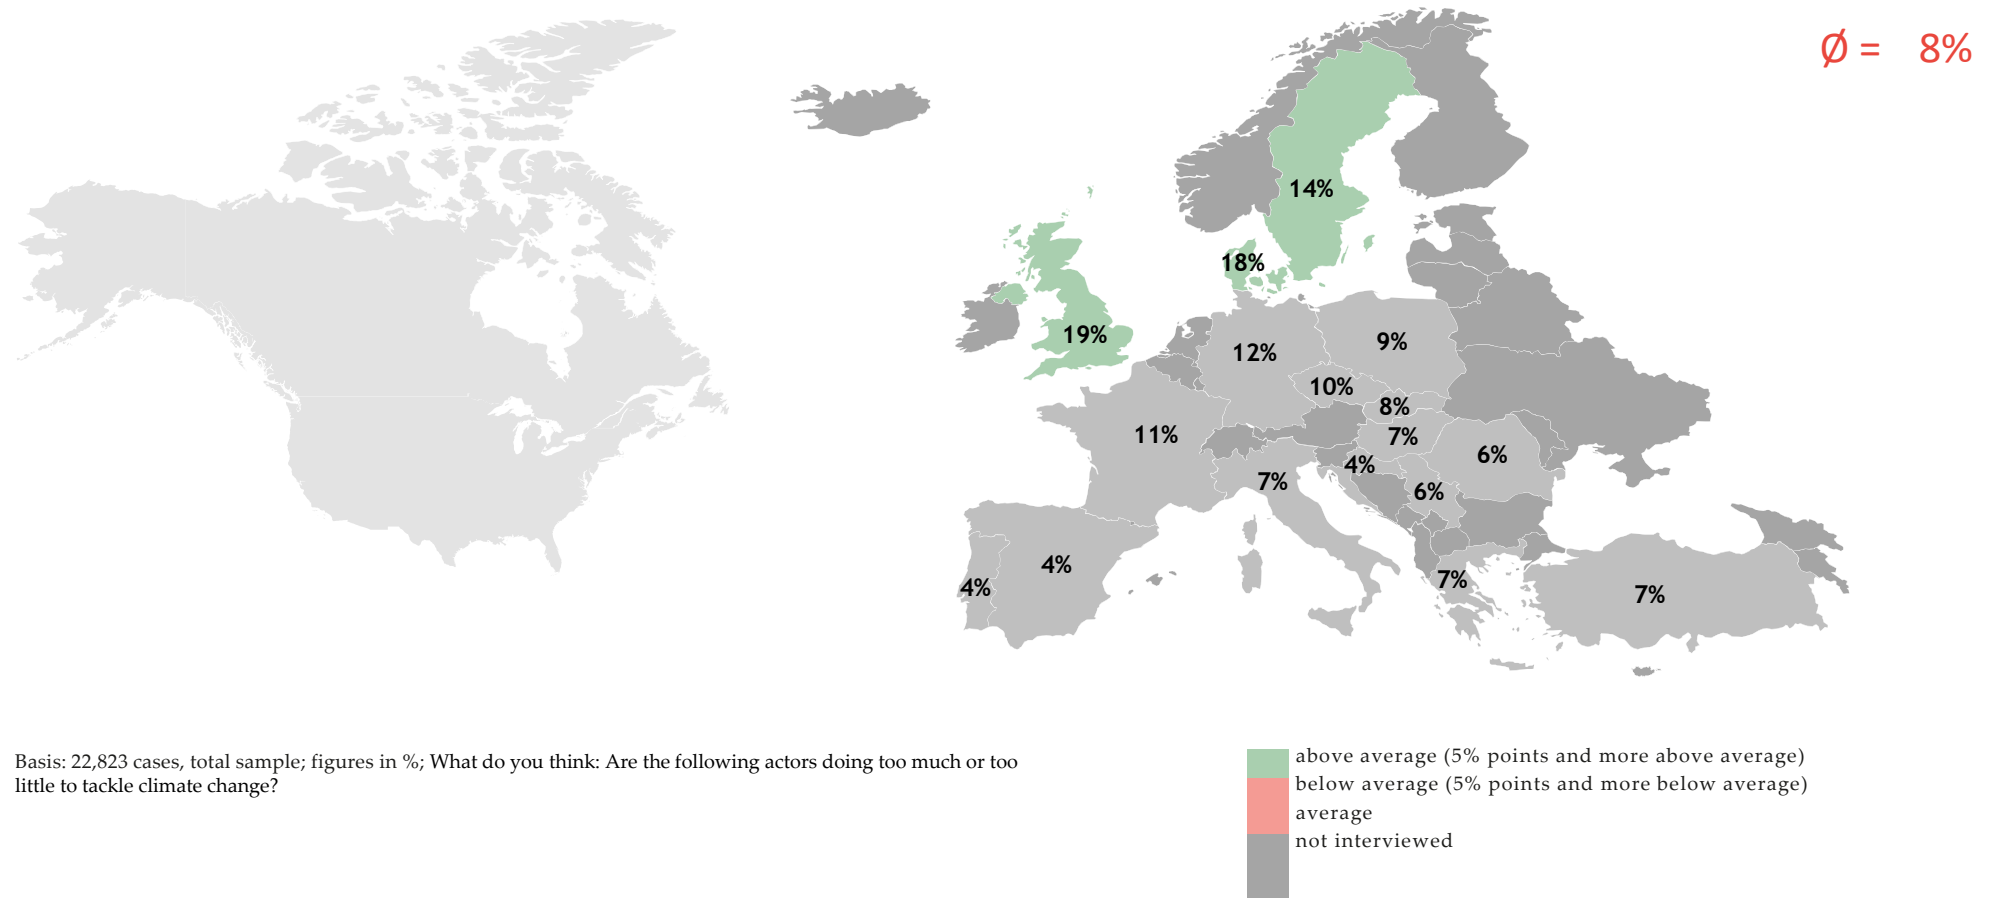 Ø = 8%
14%
18%
19%
12%
9%
10%
8%
11%
7%
6%
4%
7%
6%
4%
4%
7%
7%
Basis: 22,823 cases, total sample; figures in %; What do you think: Are the following actors doing too much or too
little to tackle climate change?
above average (5% points and more above average)
below average (5% points and more below average)
average
not interviewed